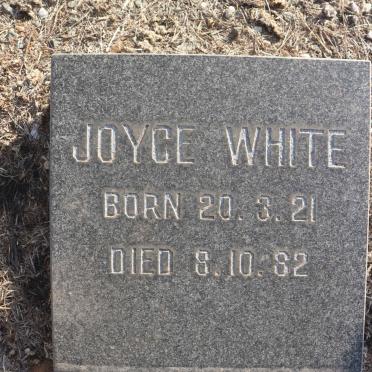 JOYCE WHITE
BORN 20.3.21
DIED 8.10.82